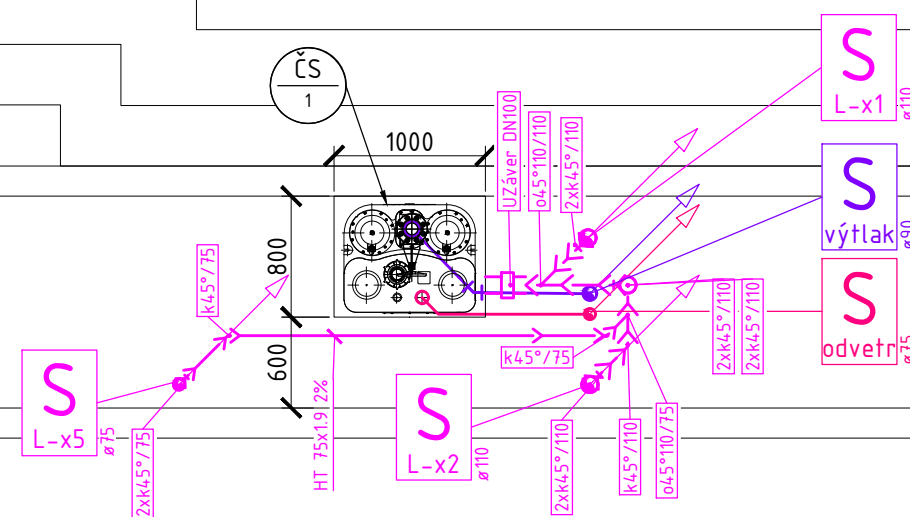 ČS
1
1000
800
600
UZáver DN100
o45°110/110
2xk45°/110
S
L-x1
ø110
S
výtlak
ø90
S
odvetr
ø75
k45°/75
2xk45°/110
2xk45°/110
k45°/75
S
L-x5
ø75
2xk45°/75
HT 75x1.9 2%
S
L-x2
ø110
2xk45°/110
k45°/110
o45°110/75